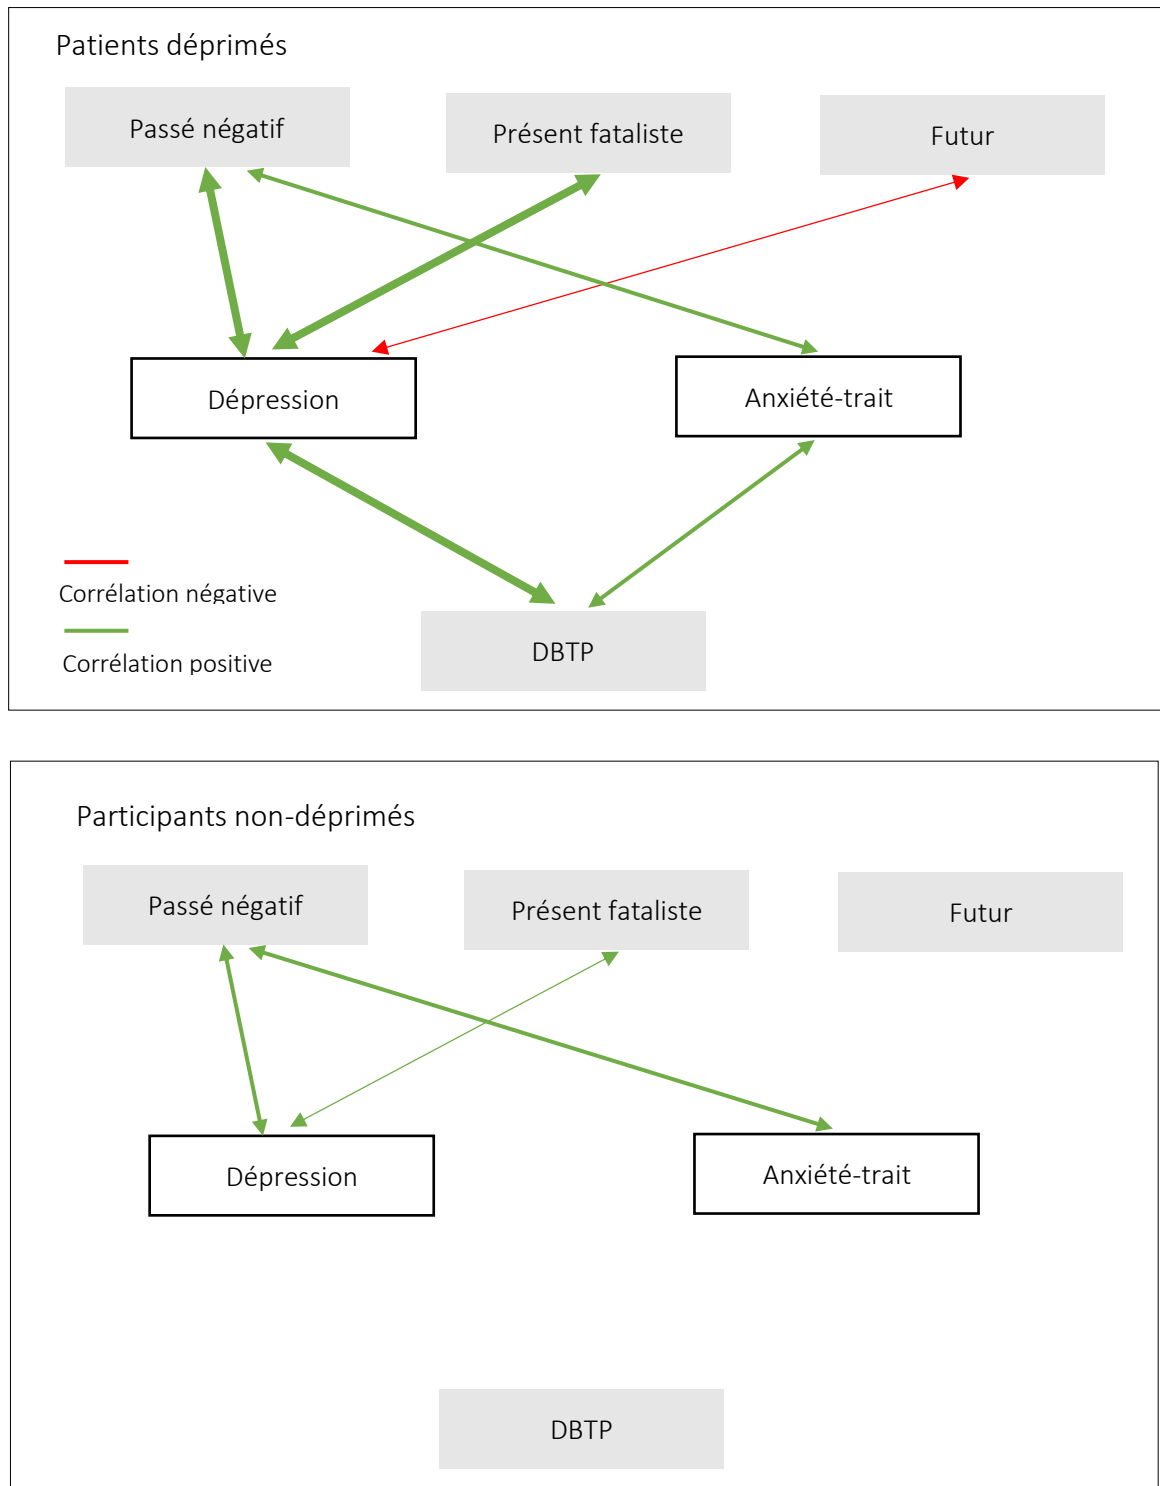 Patients déprimés
Passé négatif
Présent fataliste
Futur
Dépression
Anxiété-trait
Corrélation négative
Corrélation positive
DBTP
Participants non-déprimés
Passé négatif
Présent fataliste
Futur
Dépression
Anxiété-trait
DBTP